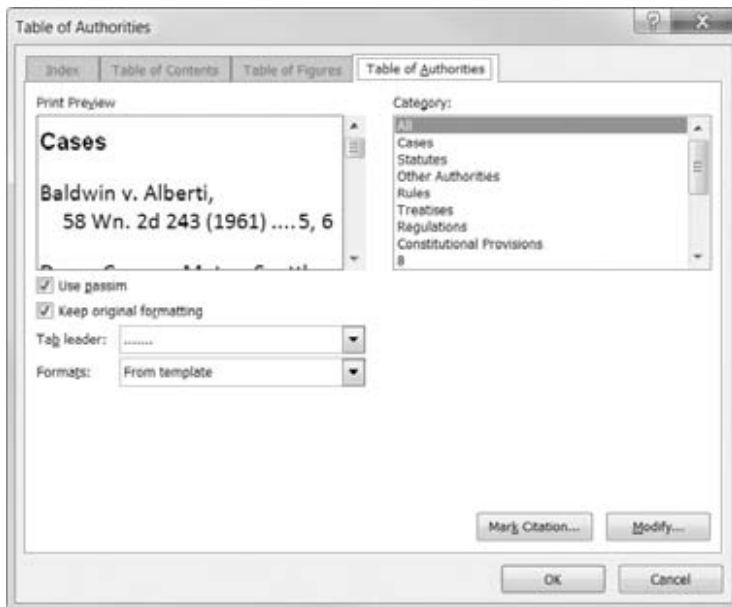 Table of Authorities
Index
Table of Contents
Table of Figures
Table of Authorities
Print Preview
Cases
Baldwin v. Alberti,
58 Wn. 2d 243 (1961) ....5, 6
Category:
All
Cases
Statutes
Other Authorities
Rules
Treatises
Regulations
Constitutional Provisions
8
Use passim
Keep original formatting
Tab leader: .......
Formats: From template
Mark Citation...
Modify...
OK
Cancel